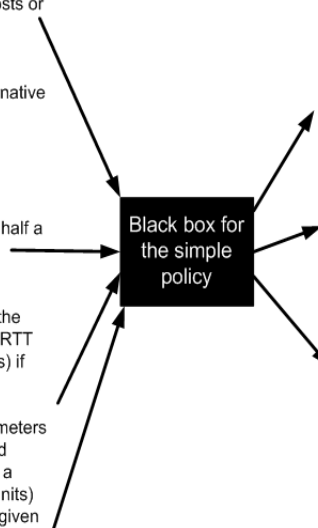 osts or
native
half a
Black box for
the simple
policy
the
RTT
s) if
meters
d
a
nits)
given